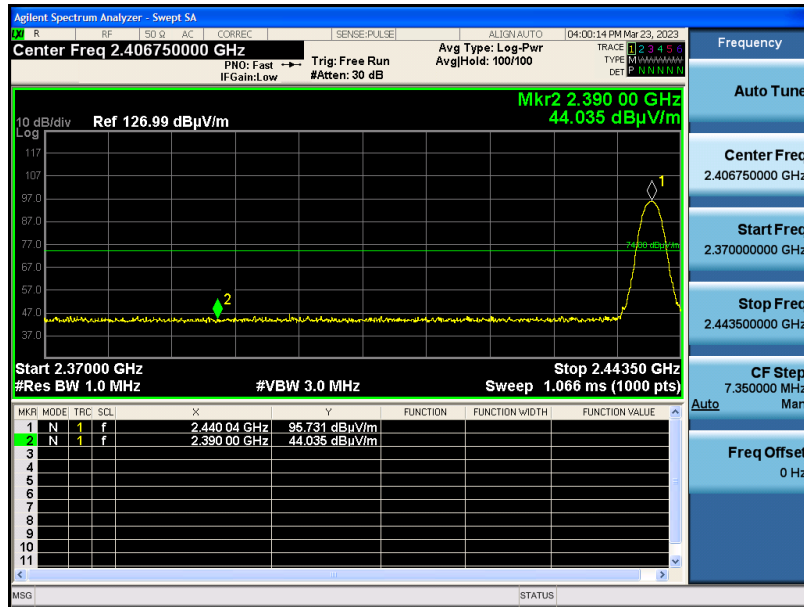 Agilent Spectrum Analyzer - Swept SA
LXI R RF 50 Ω AC CORREC SENSE:PULSE ALIGN AUTO 04:00:14 PM Mar 23, 2023
Center Freq 2.406750000 GHz
PNO: Fast
IFGain:Low
Trig: Free Run
#Atten: 30 dB
Avg Type: Log-Pwr
Avg|Hold: 100/100
TRACE 1 2 3 4 5 6
TYPE M
DET P N N N N N
Mkr2 2.390 00 GHz
44.035 dBµV/m
10 dB/div Ref 126.99 dBµV/m
Log
117
107
97.0
87.0
77.0
67.0
57.0
47.0
37.0
74.00 dBµV/m
1
2
Start 2.37000 GHz Stop 2.44350 GHz
#Res BW 1.0 MHz #VBW 3.0 MHz Sweep 1.066 ms (1000 pts)
MKR MODE TRC SCL X Y FUNCTION FUNCTION WIDTH FUNCTION VALUE
1 N 1 f 2.440 04 GHz 95.731 dBµV/m
2 N 1 f 2.390 00 GHz 44.035 dBµV/m
3
4
5
6
7
8
9
10
11
MSG STATUS
Frequency
Auto Tune
Center Freq
2.406750000 GHz
Start Freq
2.370000000 GHz
Stop Freq
2.443500000 GHz
CF Step
7.350000 MHz
Auto Man
Freq Offset
0 Hz